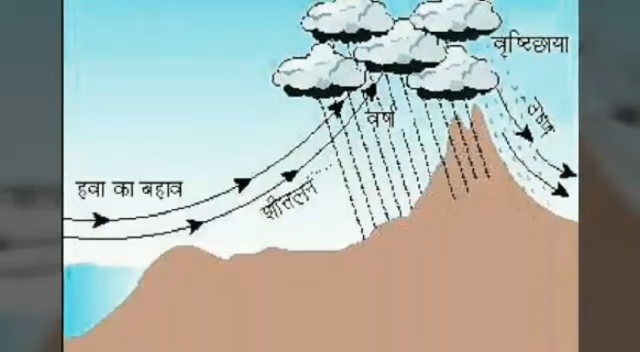 वृष्टिछाया
वर्षा
हवा का बहाव
शीतलन